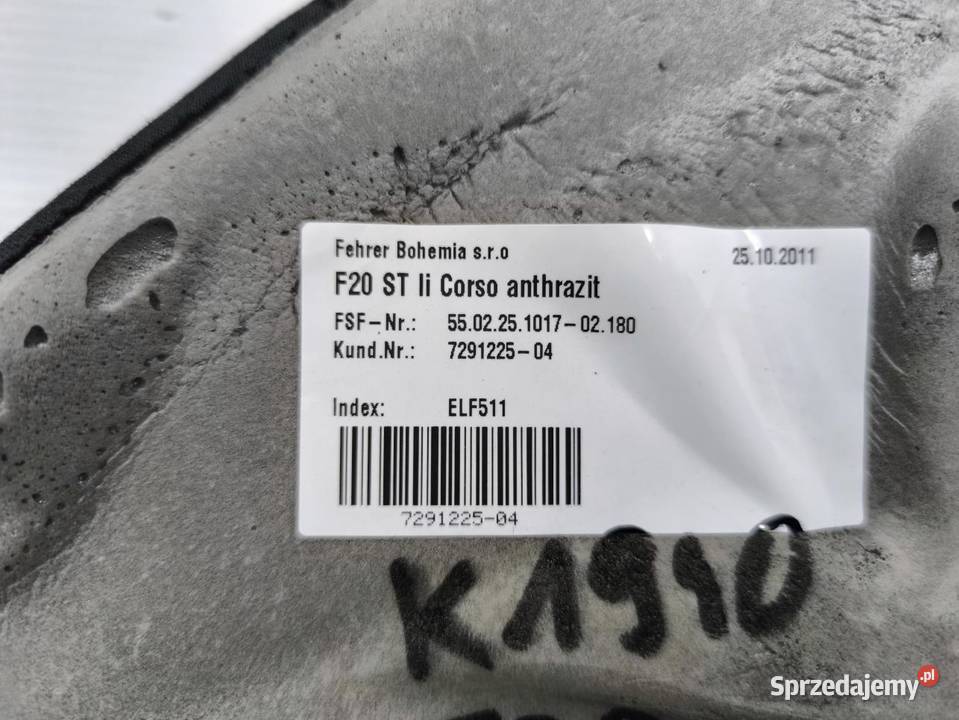 Fehrer Bohemia s.r.o
25.10.2011
F20 ST li Corso anthrazit
FSF-Nr.: 55.02.25.1017-02.180
Kund.Nr.: 7291225-04
Index: ELF511
7291225-04
K1940
Sprzedajemy.pl